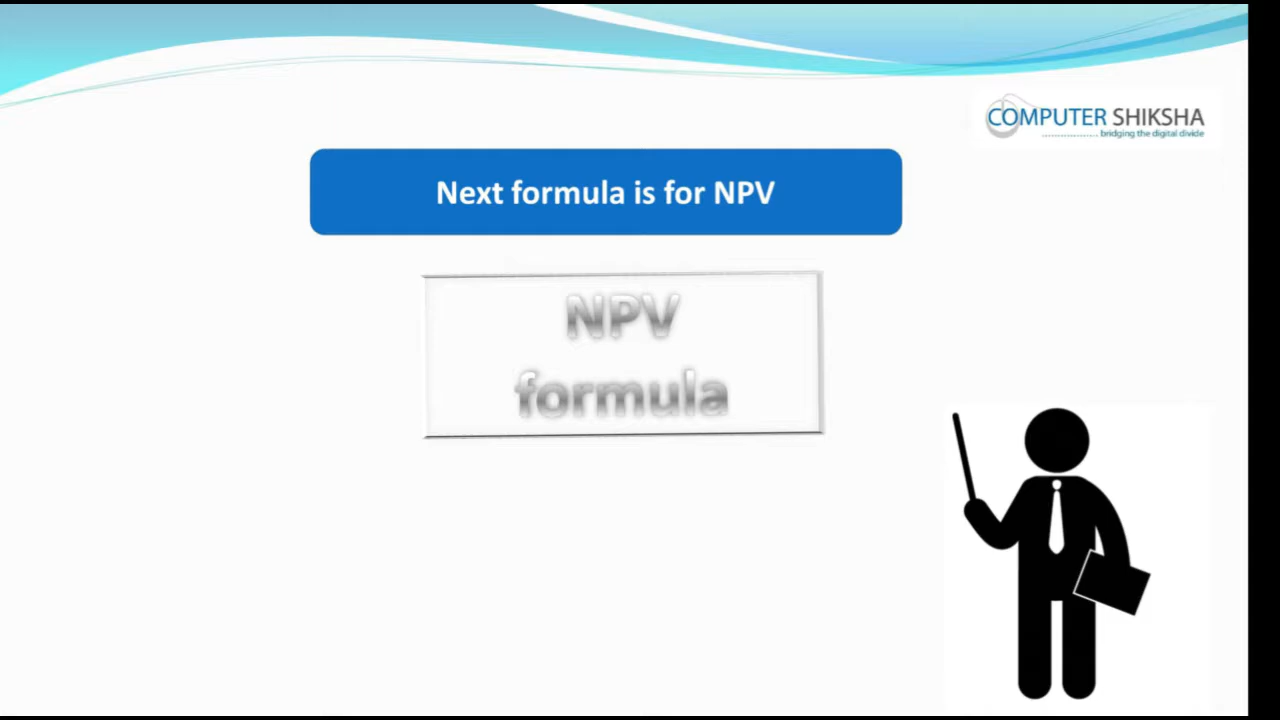 COMPUTER SHIKSHA
bridging the digital divide
Next formula is for NPV
NPV
formula